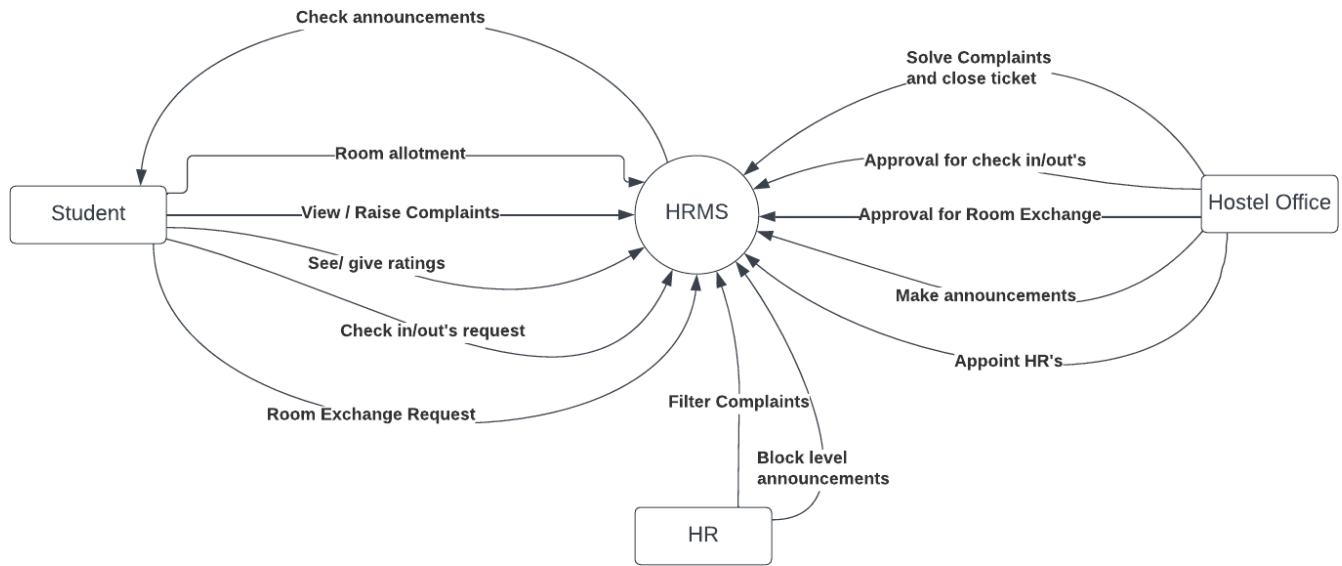 Check announcements
Solve Complaints
and close ticket
Room allotment
Approval for check in/out's
Student
View / Raise Complaints
HRMS
Approval for Room Exchange
Hostel Office
See/ give ratings
Make announcements
Check in/out's request
Appoint HR's
Room Exchange Request
Filter Complaints
Block level
announcements
HR